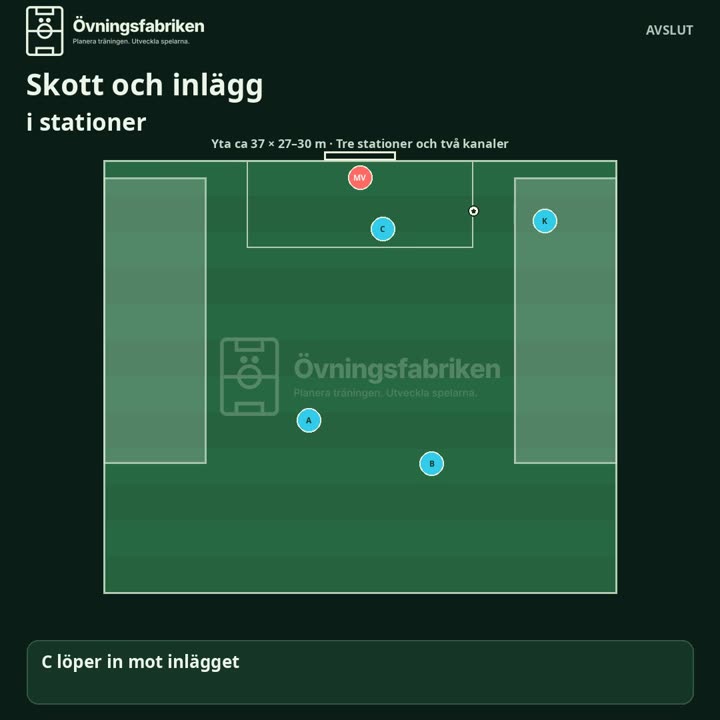 Övningsfabriken
Planera träningen. Utveckla spelarna.
AVSLUT
Skott och inlägg
i stationer
Yta ca 37 × 27–30 m · Tre stationer och två kanaler
MV
C
K
Övningsfabriken
Planera träningen. Utveckla spelarna.
A
B
C löper in mot inlägget